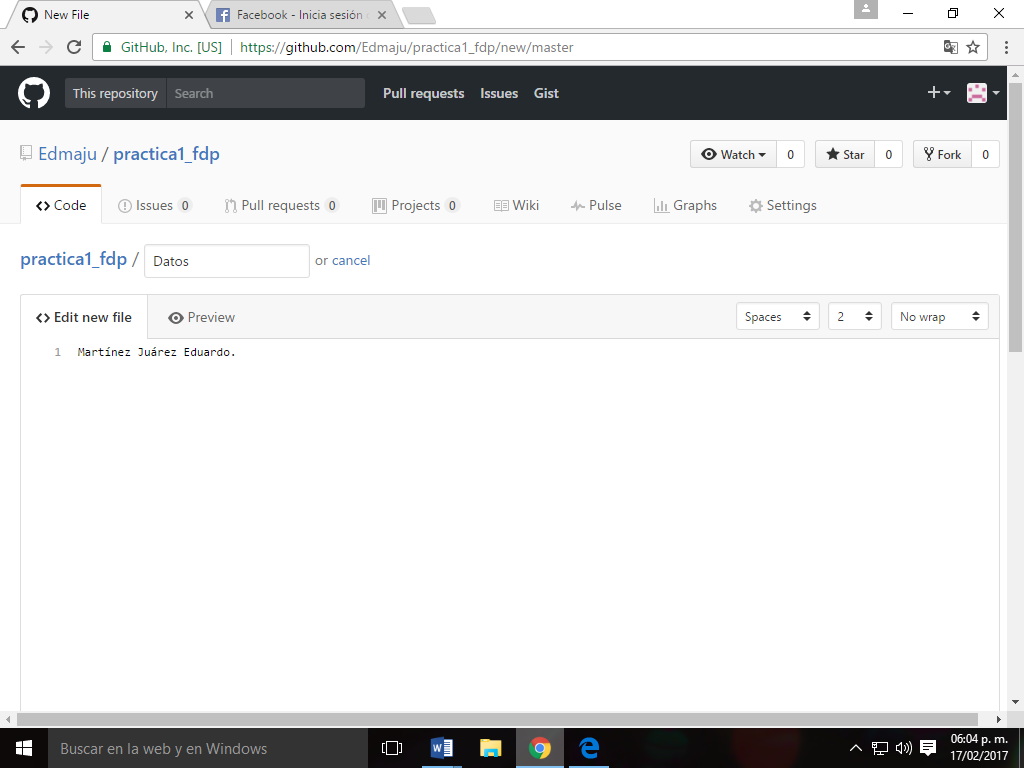 New File
Facebook - Inicia sesión
GitHub, Inc. [US] https://github.com/Edmaju/practica1_fdp/new/master
This repository Search Pull requests Issues Gist
Edmaju / practica1_fdp Watch 0 Star 0 Fork 0
Code Issues 0 Pull requests 0 Projects 0 Wiki Pulse Graphs Settings
practica1_fdp / Datos or cancel
Edit new file Preview Spaces 2 No wrap
1 Martínez Juárez Eduardo.
Buscar en la web y en Windows
06:04 p. m.
17/02/2017